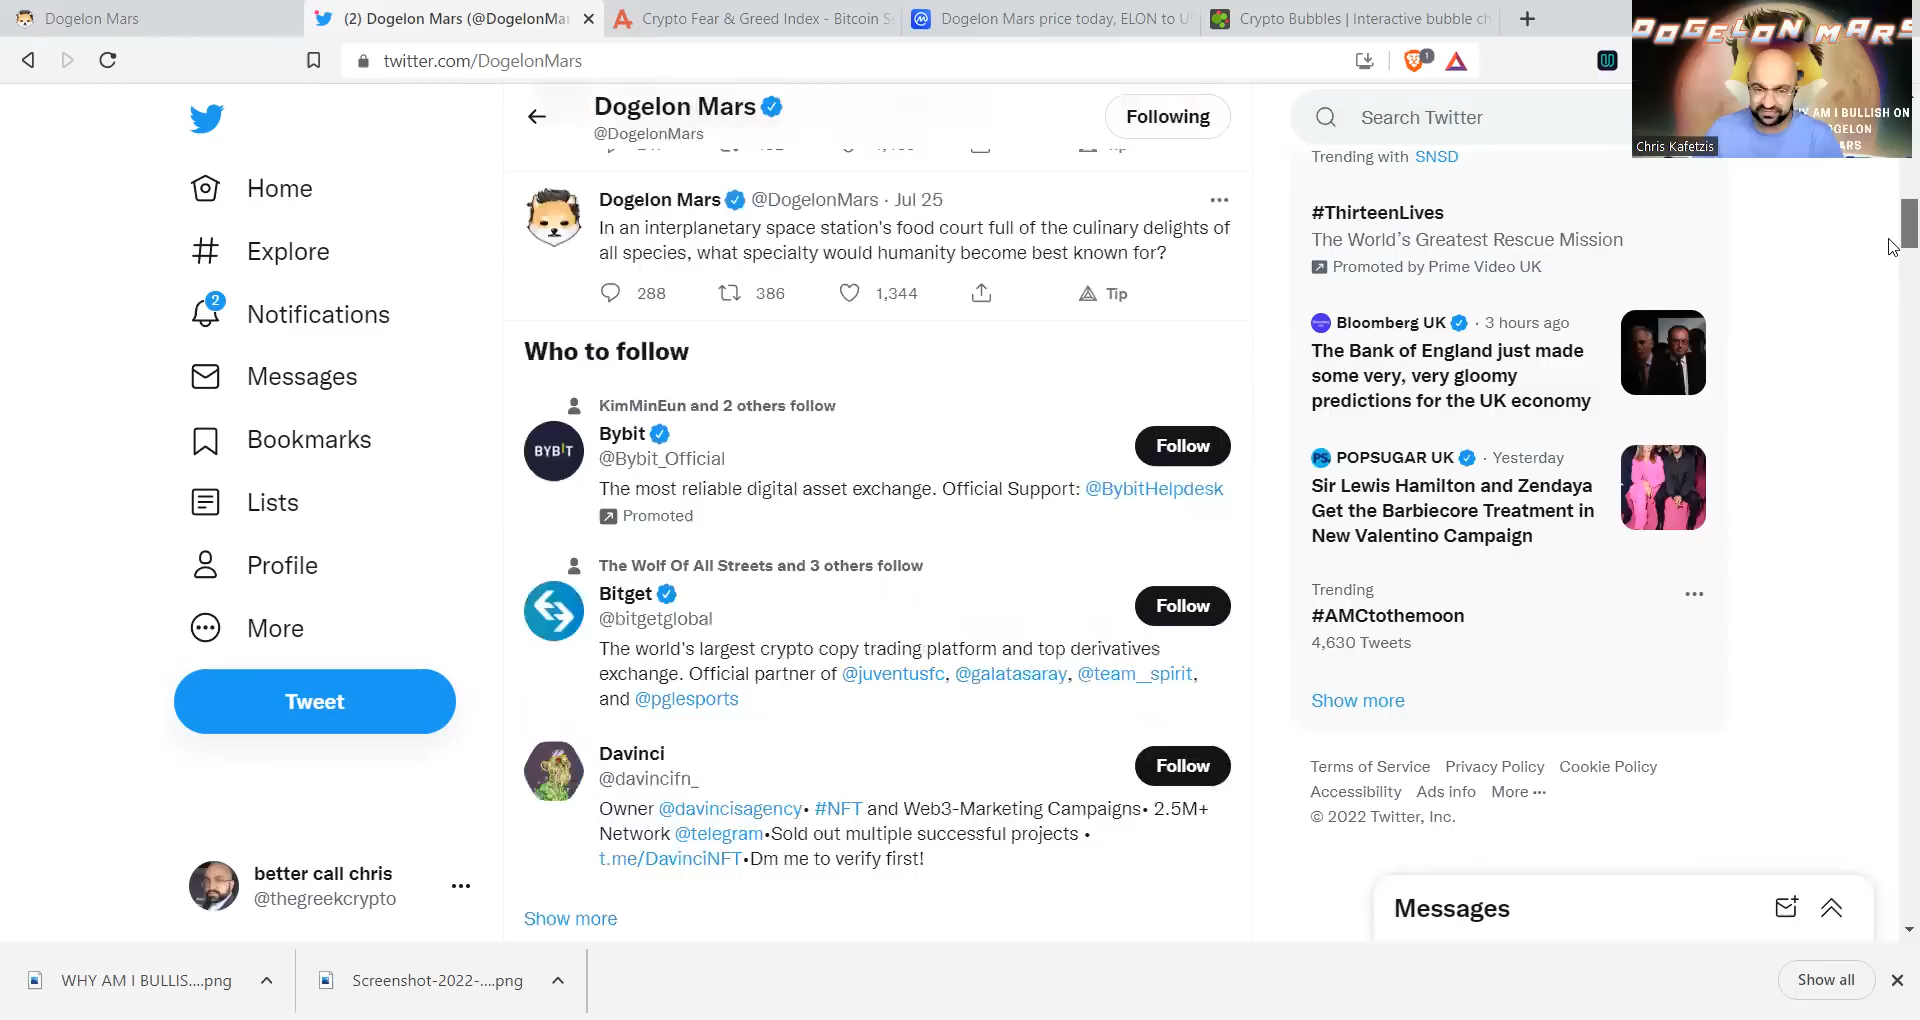 Dogelon Mars
(2) Dogelon Mars (@DogelonMa
Crypto Fear & Greed Index - Bitcoin S
Dogelon Mars price today, ELON to U
Crypto Bubbles | Interactive bubble ch
twitter.com/DogelonMars
1
DOGELON MARS
Y AM I BULLISH ON
OGELON
ARS
Chris Kafetzis
Home
Explore
2
Notifications
Messages
Bookmarks
Lists
Profile
More
Tweet
better call chris
@thegreekcrypto
Dogelon Mars
@DogelonMars
Following
Tip
Dogelon Mars @DogelonMars · Jul 25
In an interplanetary space station's food court full of the culinary delights of
all species, what specialty would humanity become best known for?
288 386 1,344 Tip
Who to follow
KimMinEun and 2 others follow
BYBIT
Bybit
@Bybit_Official
Follow
The most reliable digital asset exchange. Official Support: @BybitHelpdesk
Promoted
The Wolf Of All Streets and 3 others follow
Bitget
@bitgetglobal
Follow
The world's largest crypto copy trading platform and top derivatives
exchange. Official partner of @juventusfc, @galatasaray, @team__spirit,
and @pglesports
Davinci
@davincifn_
Follow
Owner @davincisagency• #NFT and Web3-Marketing Campaigns• 2.5M+
Network @telegram•Sold out multiple successful projects •
t.me/DavinciNFT•Dm me to verify first!
Show more
Search Twitter
Trending with SNSD
#ThirteenLives
The World's Greatest Rescue Mission
Promoted by Prime Video UK
Bloomberg UK · 3 hours ago
The Bank of England just made
some very, very gloomy
predictions for the UK economy
PS.
POPSUGAR UK · Yesterday
Sir Lewis Hamilton and Zendaya
Get the Barbiecore Treatment in
New Valentino Campaign
Trending
#AMCtothemoon
4,630 Tweets
Show more
Terms of Service Privacy Policy Cookie Policy
Accessibility Ads info More ···
© 2022 Twitter, Inc.
Messages
WHY AM I BULLIS....png
Screenshot-2022-....png
Show all